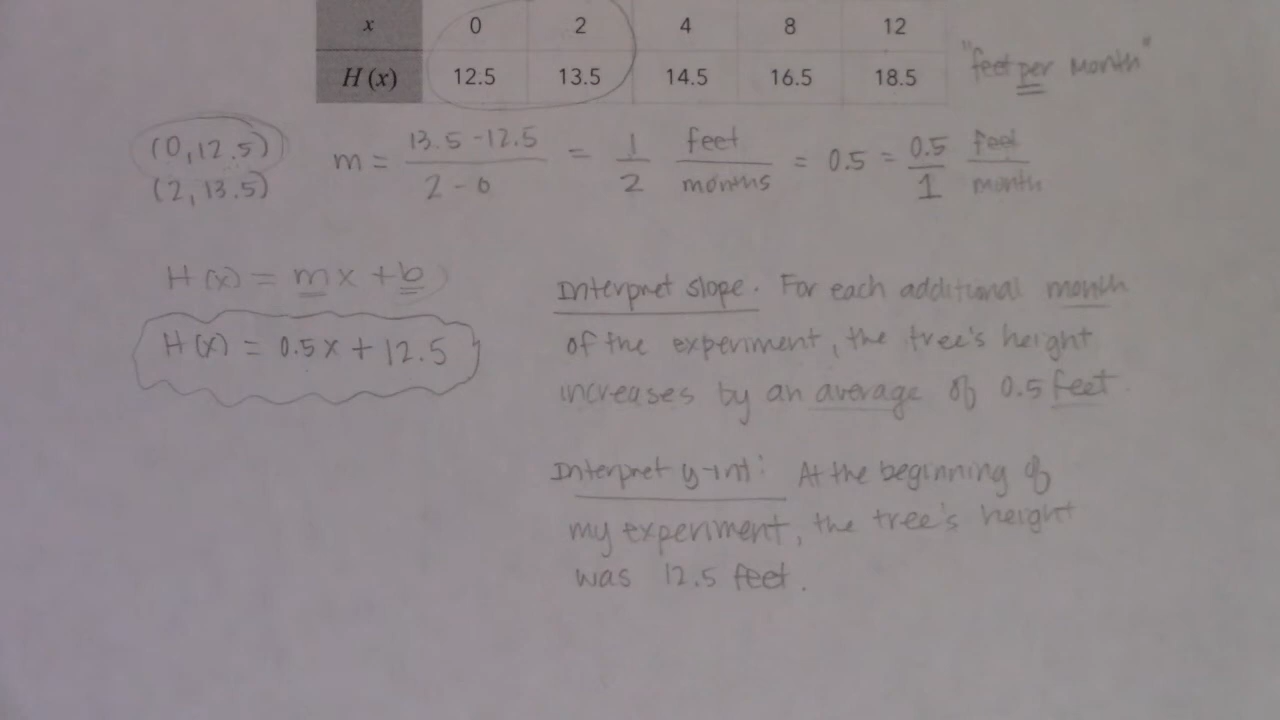 x 0 2 4 8 12
H(x) 12.5 13.5 14.5 16.5 18.5
"feet per month"
(0,12.5)
(2,13.5)
m = 13.5-12.5 / 2-0 = 1/2 feet/months = 0.5 = 0.5/1 feet/month
H(x) = mx + b
H(x) = 0.5x + 12.5
Interpret slope. For each additional month
of the experiment, the tree's height
increases by an average of 0.5 feet.
Interpret y-int: At the beginning of
my experiment, the tree's height
was 12.5 feet.